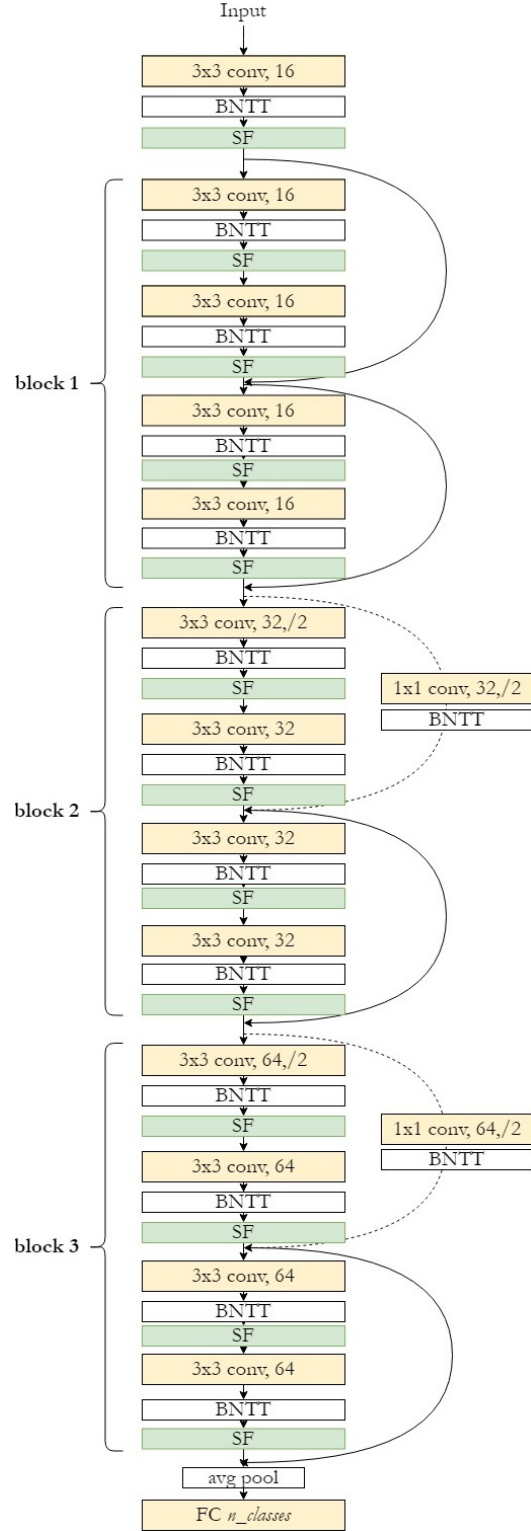 Input
3x3 conv, 16
BNTT
SF
3x3 conv, 16
BNTT
SF
3x3 conv, 16
BNTT
SF
block 1
3x3 conv, 16
BNTT
SF
3x3 conv, 16
BNTT
SF
3x3 conv, 32,/2
BNTT
SF
1x1 conv, 32,/2
BNTT
3x3 conv, 32
BNTT
SF
block 2
3x3 conv, 32
BNTT
SF
3x3 conv, 32
BNTT
SF
3x3 conv, 64,/2
BNTT
SF
1x1 conv, 64,/2
BNTT
3x3 conv, 64
BNTT
SF
block 3
3x3 conv, 64
BNTT
SF
3x3 conv, 64
BNTT
SF
avg pool
FC n_classes